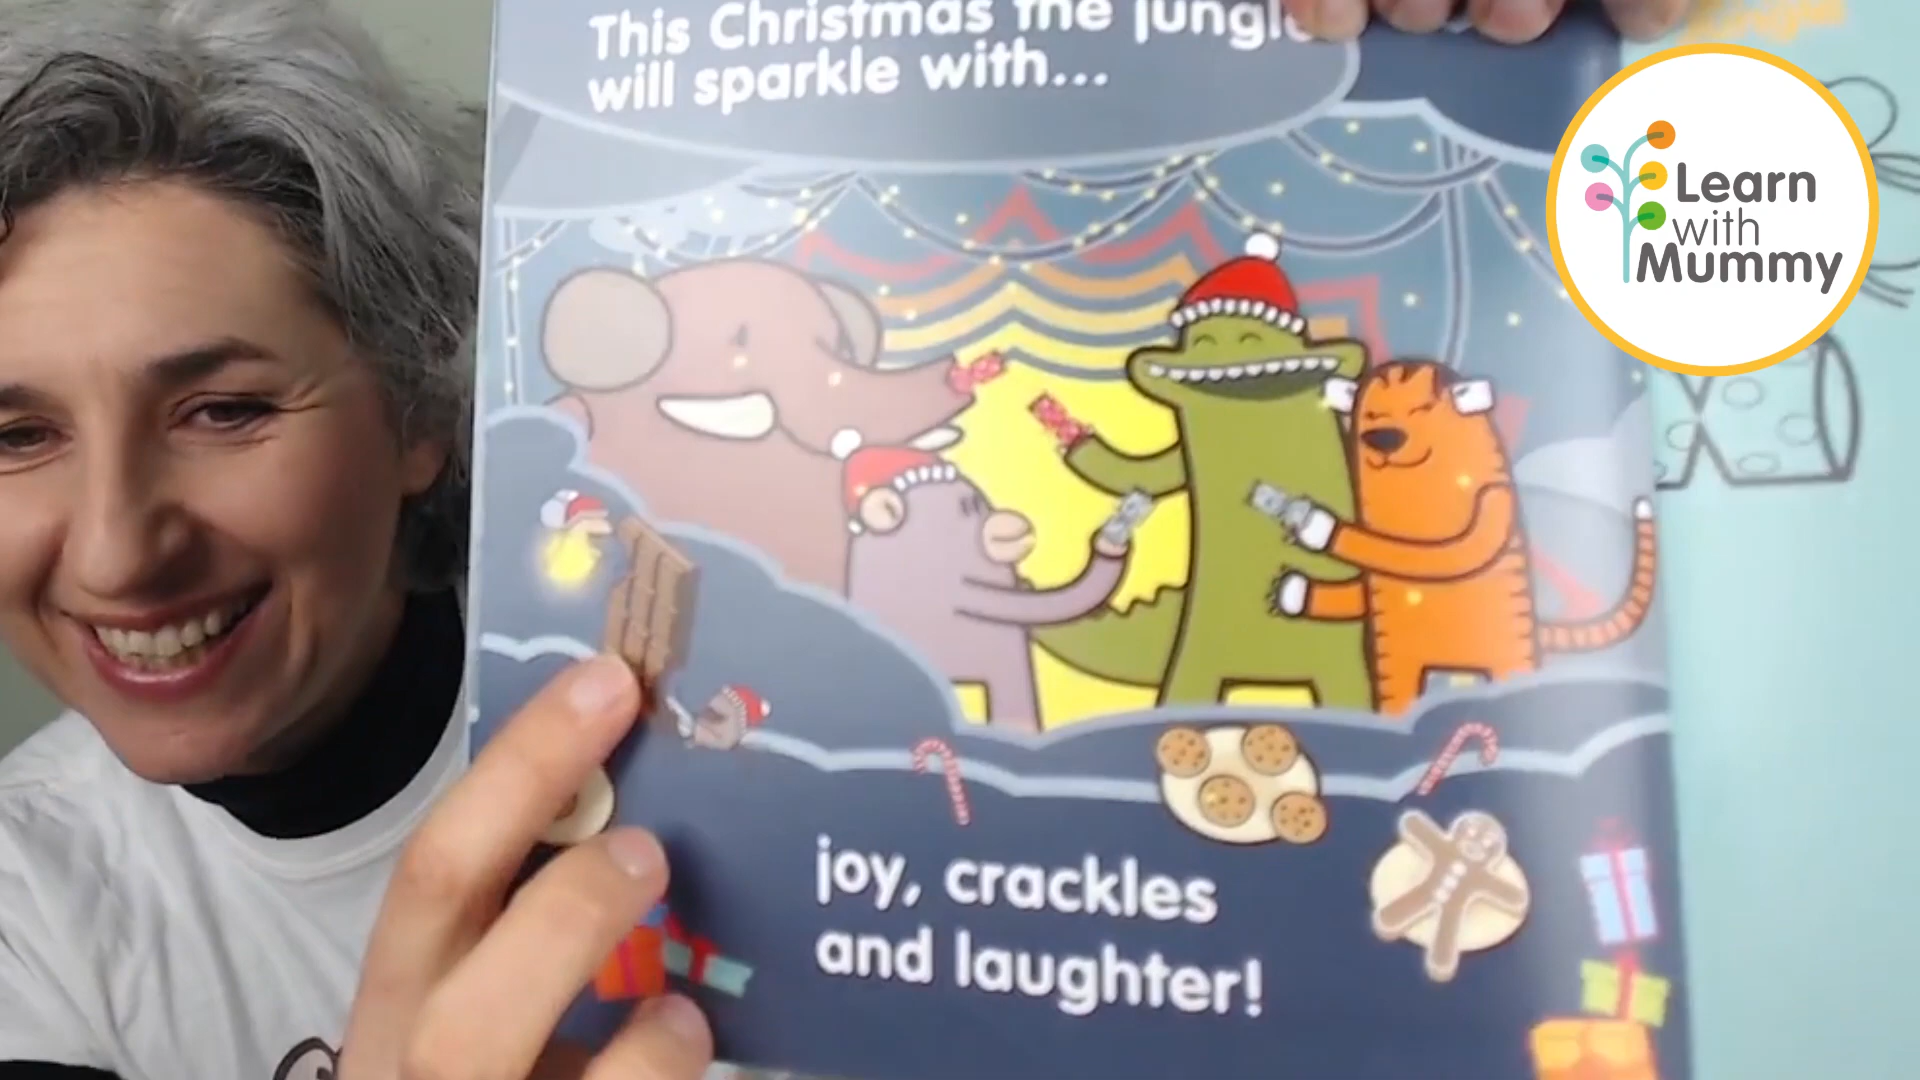 This Christmas the jungle
will sparkle with...
Learn
with
Mummy
joy, crackles
and laughter!